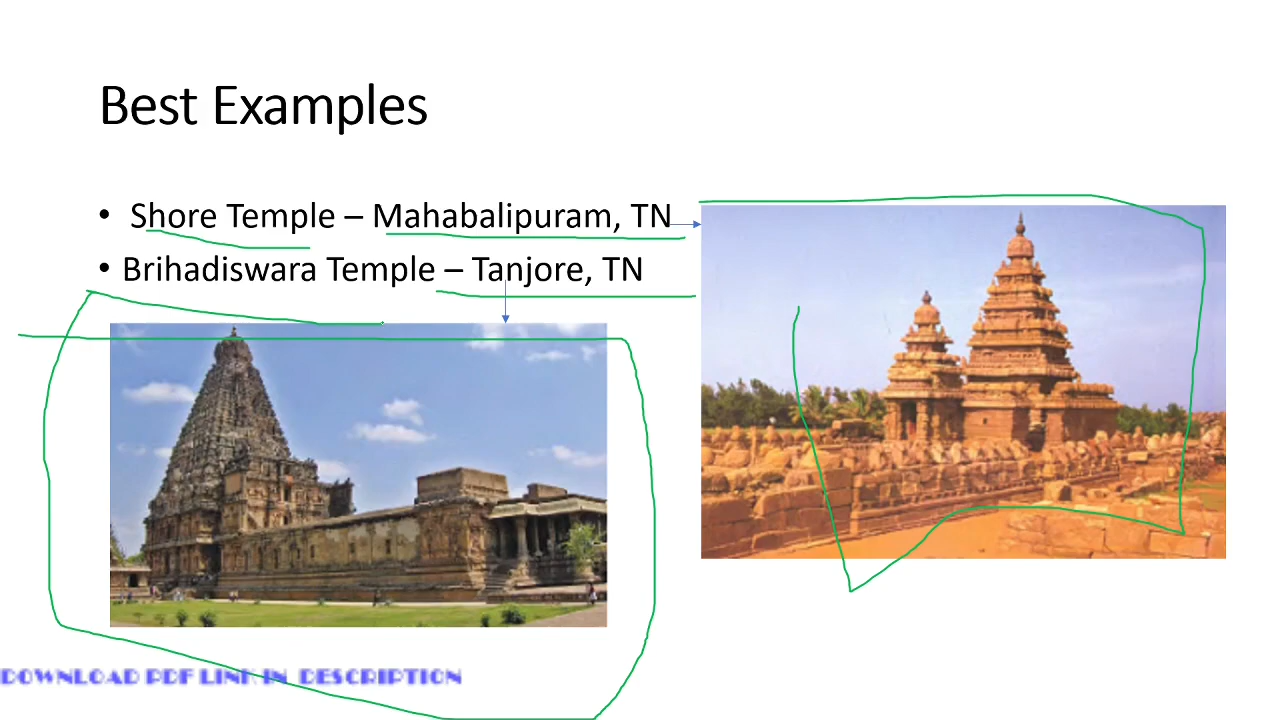 Best Examples
• Shore Temple – Mahabalipuram, TN
• Brihadiswara Temple – Tanjore, TN
DOWNLOAD PDF LINK IN DESCRIPTION